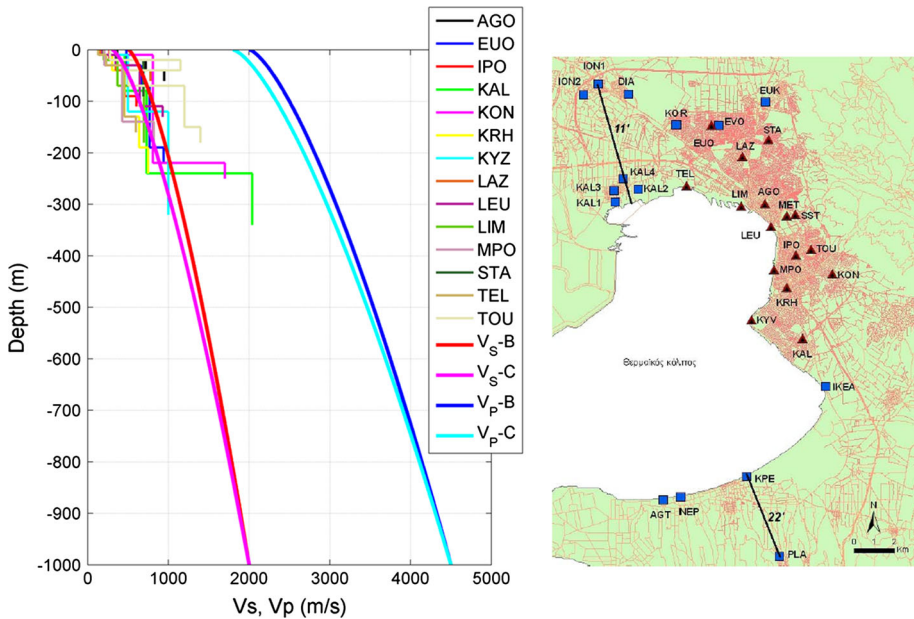 AGO
EUO
IPO
KAL
KON
KRH
KYZ
LAZ
LEU
LIM
MPO
STA
TEL
TOU
VS-B
VS-C
VP-B
VP-C
0
-100
-200
-300
-400
-500
-600
-700
-800
-900
-1000
Depth (m)
0 1000 2000 3000 4000 5000
Vs, Vp (m/s)
ION1
ION2
DIA
EUK
KOR
EVO
EUO
STA
11'
LAZ
KAL4
TEL
KAL3
KAL2
KAL1
LIM
AGO
MET
SST
LEU
IPO
TOU
MPO
KON
KRH
KYV
KAL
Θερμαϊκός κόλπος
IKEA
KPE
AGT
NEP
22'
N
PLA
0 1 2
Km